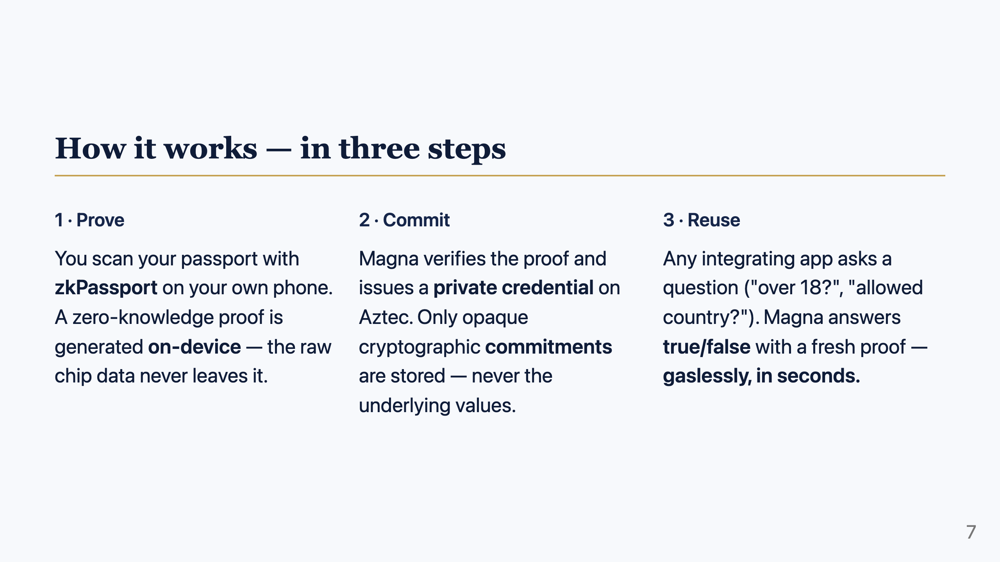 How it works — in three steps
1 · Prove
You scan your passport with
zkPassport on your own phone.
A zero-knowledge proof is
generated on-device — the raw
chip data never leaves it.
2 · Commit
Magna verifies the proof and
issues a private credential on
Aztec. Only opaque
cryptographic commitments
are stored — never the
underlying values.
3 · Reuse
Any integrating app asks a
question ("over 18?", "allowed
country?"). Magna answers
true/false with a fresh proof —
gaslessly, in seconds.
7